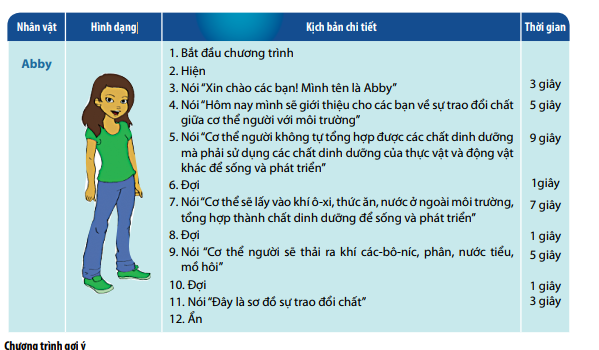 Nhân vật Hình dạng Kịch bản chi tiết Thời gian
Abby
1. Bắt đầu chương trình
2. Hiện
3. Nói “Xin chào các bạn! Mình tên là Abby” 3 giây
4. Nói “Hôm nay mình sẽ giới thiệu cho các bạn về sự trao đổi chất 5 giây
giữa cơ thể người với môi trường”
5. Nói “Cơ thể người không tự tổng hợp được các chất dinh dưỡng 9 giây
mà phải sử dụng các chất dinh dưỡng của thực vật và động vật
khác để sống và phát triển”
6. Đợi 1giây
7. Nói “Cơ thể sẽ lấy vào khí ô-xi, thức ăn, nước ở ngoài môi trường, 7 giây
tổng hợp thành chất dinh dưỡng để sống và phát triển”
8. Đợi 1 giây
9. Nói “Cơ thể người sẽ thải ra khí các-bô-níc, phân, nước tiểu, 5 giây
mồ hôi”
10. Đợi 1 giây
11. Nói “Đây là sơ đồ sự trao đổi chất” 3 giây
12. Ẩn
Chương trình gợi ý